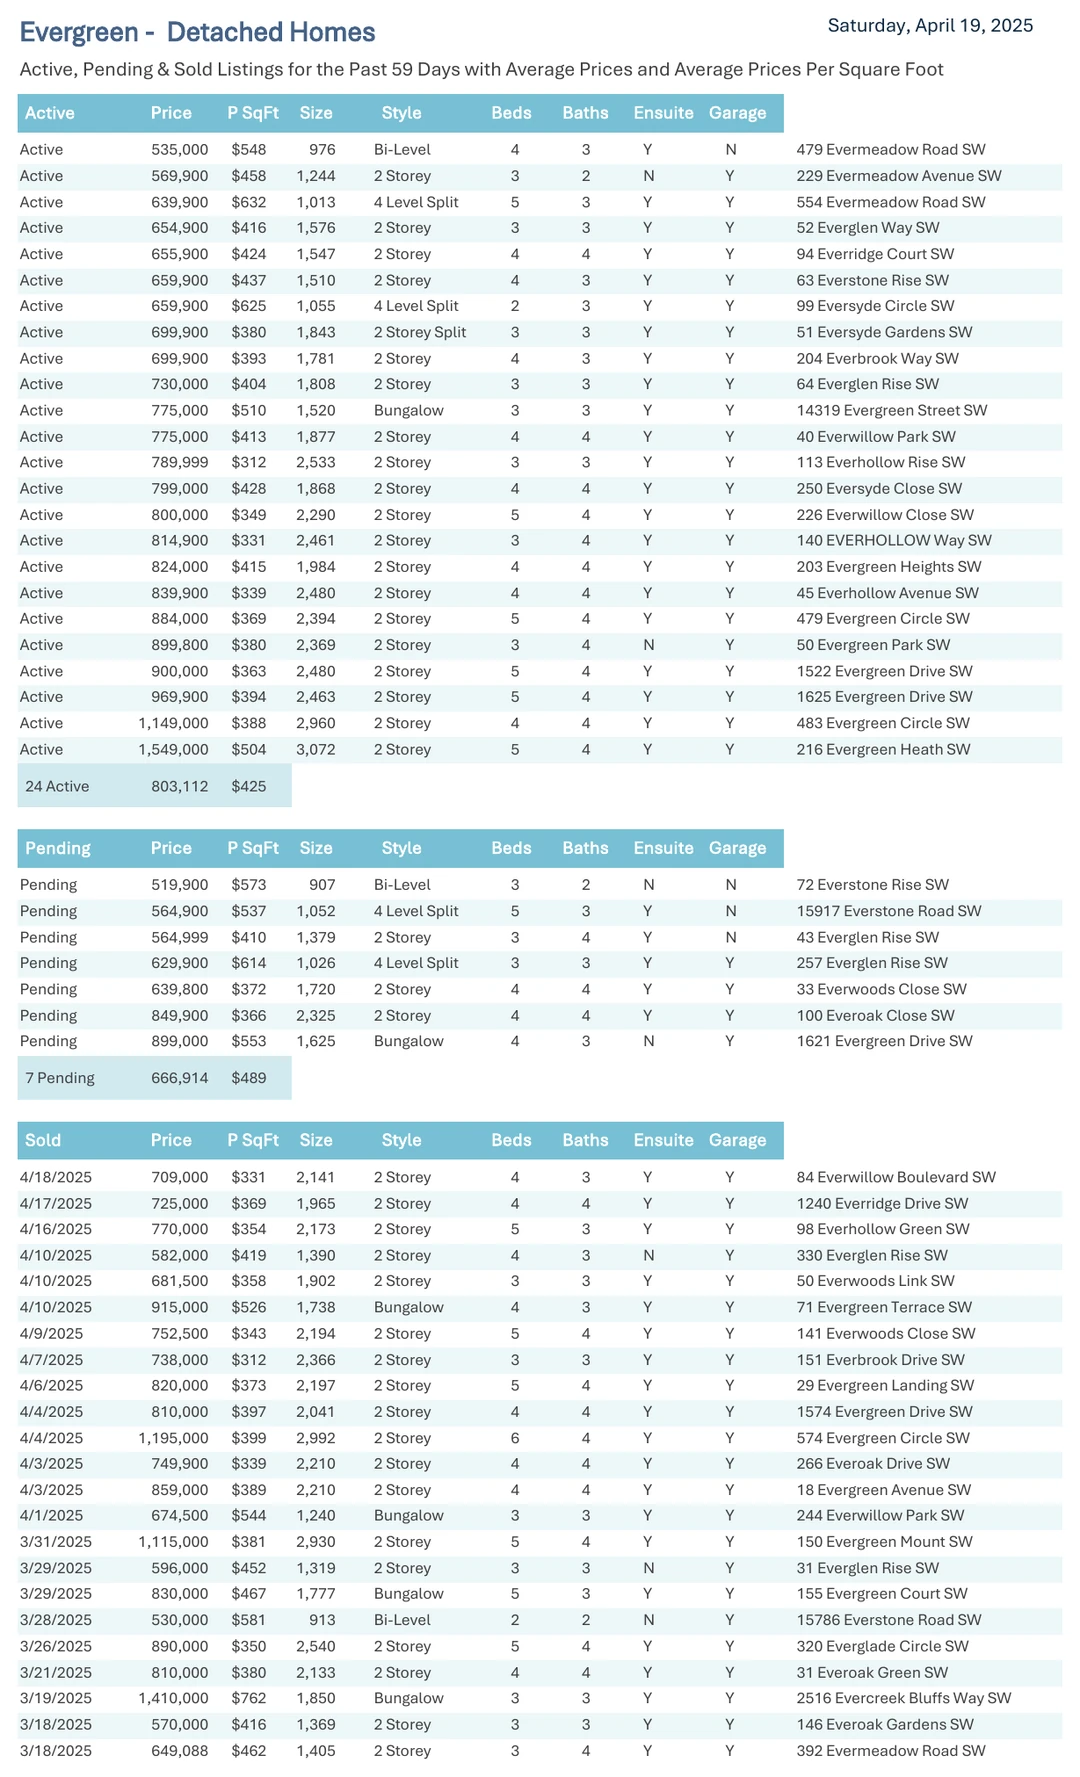 Evergreen - Detached Homes
Saturday, April 19, 2025
Active, Pending & Sold Listings for the Past 59 Days with Average Prices and Average Prices Per Square Foot
Active Price P SqFt Size Style Beds Baths Ensuite Garage
Active 535,000 $548 976 Bi-Level 4 3 Y N 479 Evermeadow Road SW
Active 569,900 $458 1,244 2 Storey 3 2 N Y 229 Evermeadow Avenue SW
Active 639,900 $632 1,013 4 Level Split 5 3 Y Y 554 Evermeadow Road SW
Active 654,900 $416 1,576 2 Storey 3 3 Y Y 52 Everglen Way SW
Active 655,900 $424 1,547 2 Storey 4 4 Y Y 94 Everridge Court SW
Active 659,900 $437 1,510 2 Storey 4 3 Y Y 63 Everstone Rise SW
Active 659,900 $625 1,055 4 Level Split 2 3 Y Y 99 Eversyde Circle SW
Active 699,900 $380 1,843 2 Storey Split 3 3 Y Y 51 Eversyde Gardens SW
Active 699,900 $393 1,781 2 Storey 4 3 Y Y 204 Everbrook Way SW
Active 730,000 $404 1,808 2 Storey 3 3 Y Y 64 Everglen Rise SW
Active 775,000 $510 1,520 Bungalow 3 3 Y Y 14319 Evergreen Street SW
Active 775,000 $413 1,877 2 Storey 4 4 Y Y 40 Everwillow Park SW
Active 789,999 $312 2,533 2 Storey 3 3 Y Y 113 Everhollow Rise SW
Active 799,000 $428 1,868 2 Storey 4 4 Y Y 250 Eversyde Close SW
Active 800,000 $349 2,290 2 Storey 5 4 Y Y 226 Everwillow Close SW
Active 814,900 $331 2,461 2 Storey 3 4 Y Y 140 EVERHOLLOW Way SW
Active 824,000 $415 1,984 2 Storey 4 4 Y Y 203 Evergreen Heights SW
Active 839,900 $339 2,480 2 Storey 4 4 Y Y 45 Everhollow Avenue SW
Active 884,000 $369 2,394 2 Storey 5 4 Y Y 479 Evergreen Circle SW
Active 899,800 $380 2,369 2 Storey 3 4 N Y 50 Evergreen Park SW
Active 900,000 $363 2,480 2 Storey 5 4 Y Y 1522 Evergreen Drive SW
Active 969,900 $394 2,463 2 Storey 5 4 Y Y 1625 Evergreen Drive SW
Active 1,149,000 $388 2,960 2 Storey 4 4 Y Y 483 Evergreen Circle SW
Active 1,549,000 $504 3,072 2 Storey 5 4 Y Y 216 Evergreen Heath SW
24 Active 803,112 $425
Pending Price P SqFt Size Style Beds Baths Ensuite Garage
Pending 519,900 $573 907 Bi-Level 3 2 N N 72 Everstone Rise SW
Pending 564,900 $537 1,052 4 Level Split 5 3 Y N 15917 Everstone Road SW
Pending 564,999 $410 1,379 2 Storey 3 4 Y N 43 Everglen Rise SW
Pending 629,900 $614 1,026 4 Level Split 3 3 Y Y 257 Everglen Rise SW
Pending 639,800 $372 1,720 2 Storey 4 4 Y Y 33 Everwoods Close SW
Pending 849,900 $366 2,325 2 Storey 4 4 Y Y 100 Everoak Close SW
Pending 899,000 $553 1,625 Bungalow 4 3 N Y 1621 Evergreen Drive SW
7 Pending 666,914 $489
Sold Price P SqFt Size Style Beds Baths Ensuite Garage
4/18/2025 709,000 $331 2,141 2 Storey 4 3 Y Y 84 Everwillow Boulevard SW
4/17/2025 725,000 $369 1,965 2 Storey 4 4 Y Y 1240 Everridge Drive SW
4/16/2025 770,000 $354 2,173 2 Storey 5 3 Y Y 98 Everhollow Green SW
4/10/2025 582,000 $419 1,390 2 Storey 4 3 N Y 330 Everglen Rise SW
4/10/2025 681,500 $358 1,902 2 Storey 3 3 Y Y 50 Everwoods Link SW
4/10/2025 915,000 $526 1,738 Bungalow 4 3 Y Y 71 Evergreen Terrace SW
4/9/2025 752,500 $343 2,194 2 Storey 5 4 Y Y 141 Everwoods Close SW
4/7/2025 738,000 $312 2,366 2 Storey 3 3 Y Y 151 Everbrook Drive SW
4/6/2025 820,000 $373 2,197 2 Storey 5 4 Y Y 29 Evergreen Landing SW
4/4/2025 810,000 $397 2,041 2 Storey 4 4 Y Y 1574 Evergreen Drive SW
4/4/2025 1,195,000 $399 2,992 2 Storey 6 4 Y Y 574 Evergreen Circle SW
4/3/2025 749,900 $339 2,210 2 Storey 4 4 Y Y 266 Everoak Drive SW
4/3/2025 859,000 $389 2,210 2 Storey 4 4 Y Y 18 Evergreen Avenue SW
4/1/2025 674,500 $544 1,240 Bungalow 3 3 Y Y 244 Everwillow Park SW
3/31/2025 1,115,000 $381 2,930 2 Storey 5 4 Y Y 150 Evergreen Mount SW
3/29/2025 596,000 $452 1,319 2 Storey 3 3 N Y 31 Everglen Rise SW
3/29/2025 830,000 $467 1,777 Bungalow 5 3 Y Y 155 Evergreen Court SW
3/28/2025 530,000 $581 913 Bi-Level 2 2 N Y 15786 Everstone Road SW
3/26/2025 890,000 $350 2,540 2 Storey 5 4 Y Y 320 Everglade Circle SW
3/21/2025 810,000 $380 2,133 2 Storey 4 4 Y Y 31 Everoak Green SW
3/19/2025 1,410,000 $762 1,850 Bungalow 3 3 Y Y 2516 Evercreek Bluffs Way SW
3/18/2025 570,000 $416 1,369 2 Storey 3 3 Y Y 146 Everoak Gardens SW
3/18/2025 649,088 $462 1,405 2 Storey 3 4 Y Y 392 Evermeadow Road SW